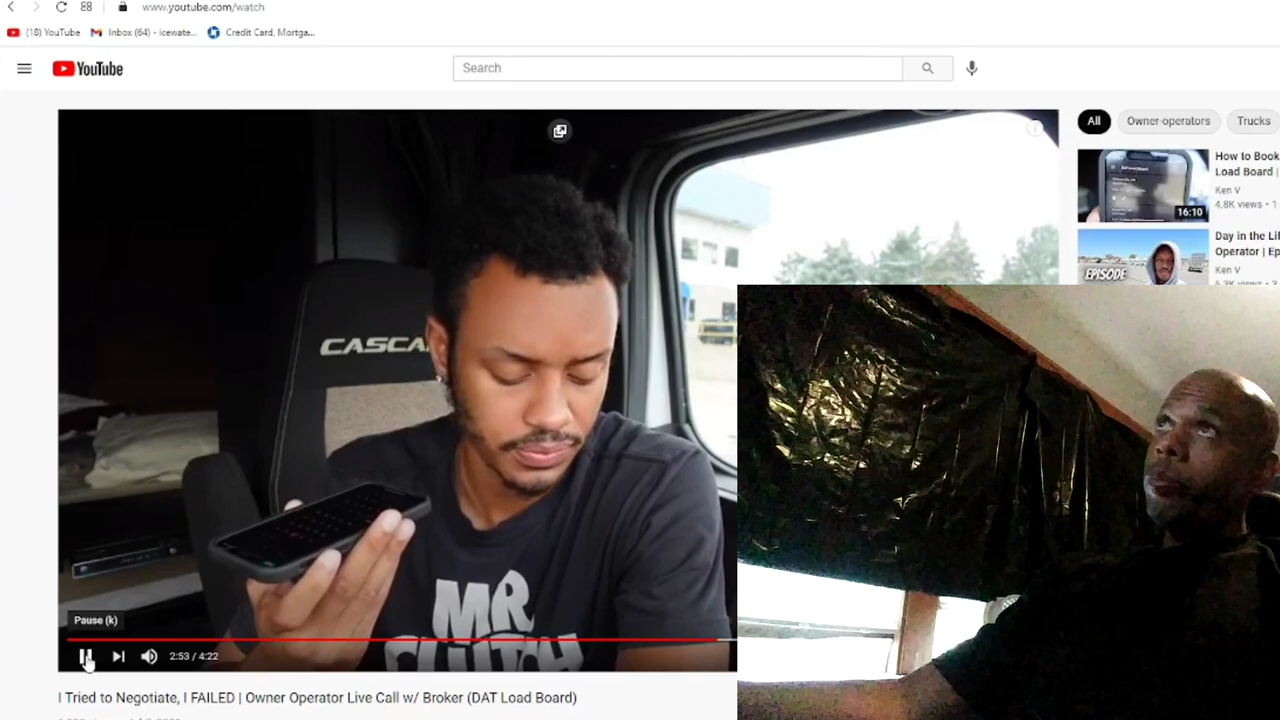 www.youtube.com/watch
(18) YouTube
Inbox (64) - icewate...
Credit Card, Mortga...
YouTube
Search
All
Owner-operators
Trucks
How to Book
Load Board |
Ken V
4.8K views •
16:10
Day in the Li
Operator | Ep
Ken V
EPISODE
CASCA
MR
CLUTCH
Pause (k)
2:53 / 4:22
I Tried to Negotiate, I FAILED | Owner Operator Live Call w/ Broker (DAT Load Board)